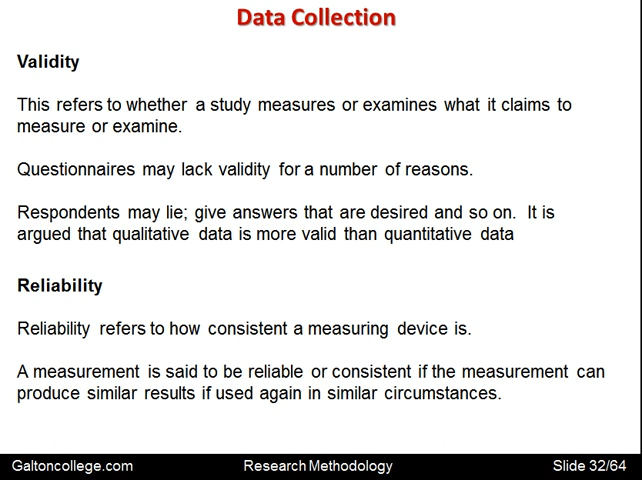 Data Collection
Validity
This refers to whether a study measures or examines what it claims to
measure or examine.
Questionnaires may lack validity for a number of reasons.
Respondents may lie; give answers that are desired and so on. It is
argued that qualitative data is more valid than quantitative data
Reliability
Reliability refers to how consistent a measuring device is.
A measurement is said to be reliable or consistent if the measurement can
produce similar results if used again in similar circumstances.
Galtoncollege.com Research Methodology Slide 32/64